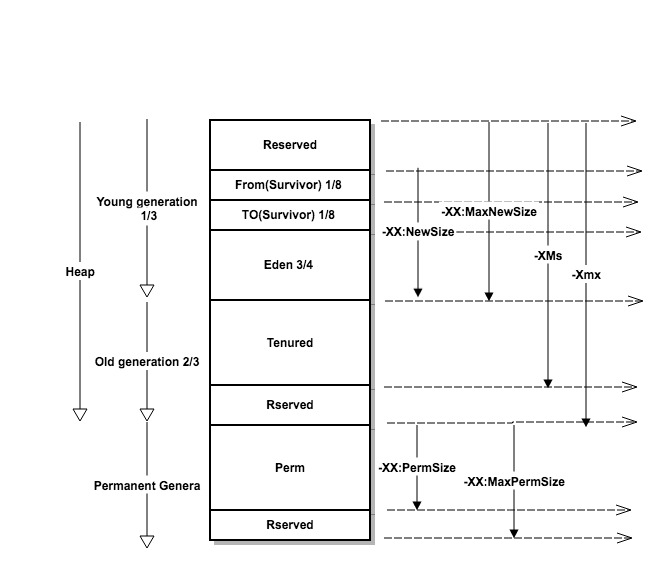 Reserved
From(Survivor) 1/8
Young generation
1/3
TO(Survivor) 1/8
-XX:MaxNewSize
-XX:NewSize
-XMs
Eden 3/4
Heap
-Xmx
Tenured
Old generation 2/3
Rserved
Perm
-XX:PermSize
-XX:MaxPermSize
Permanent Genera
Rserved